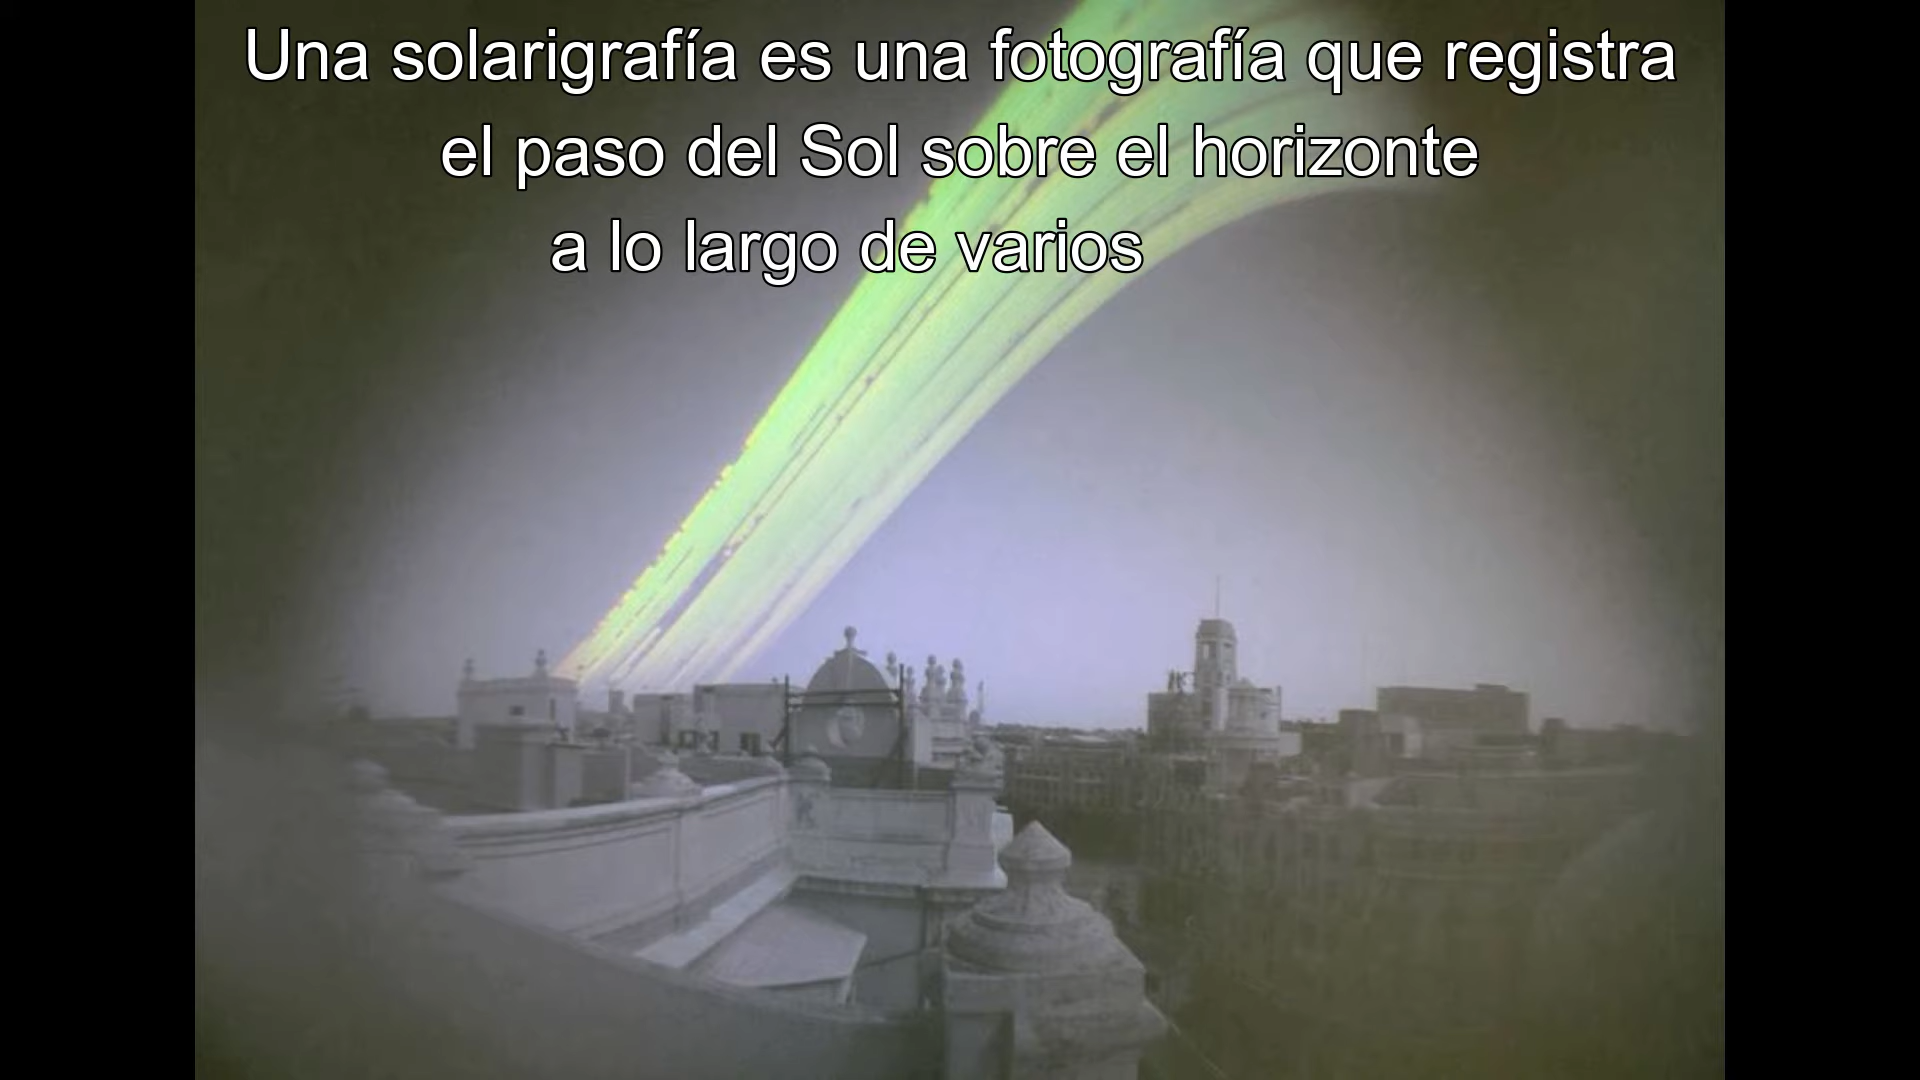 Una solarigrafía es una fotografía que registra
el paso del Sol sobre el horizonte
a lo largo de varios